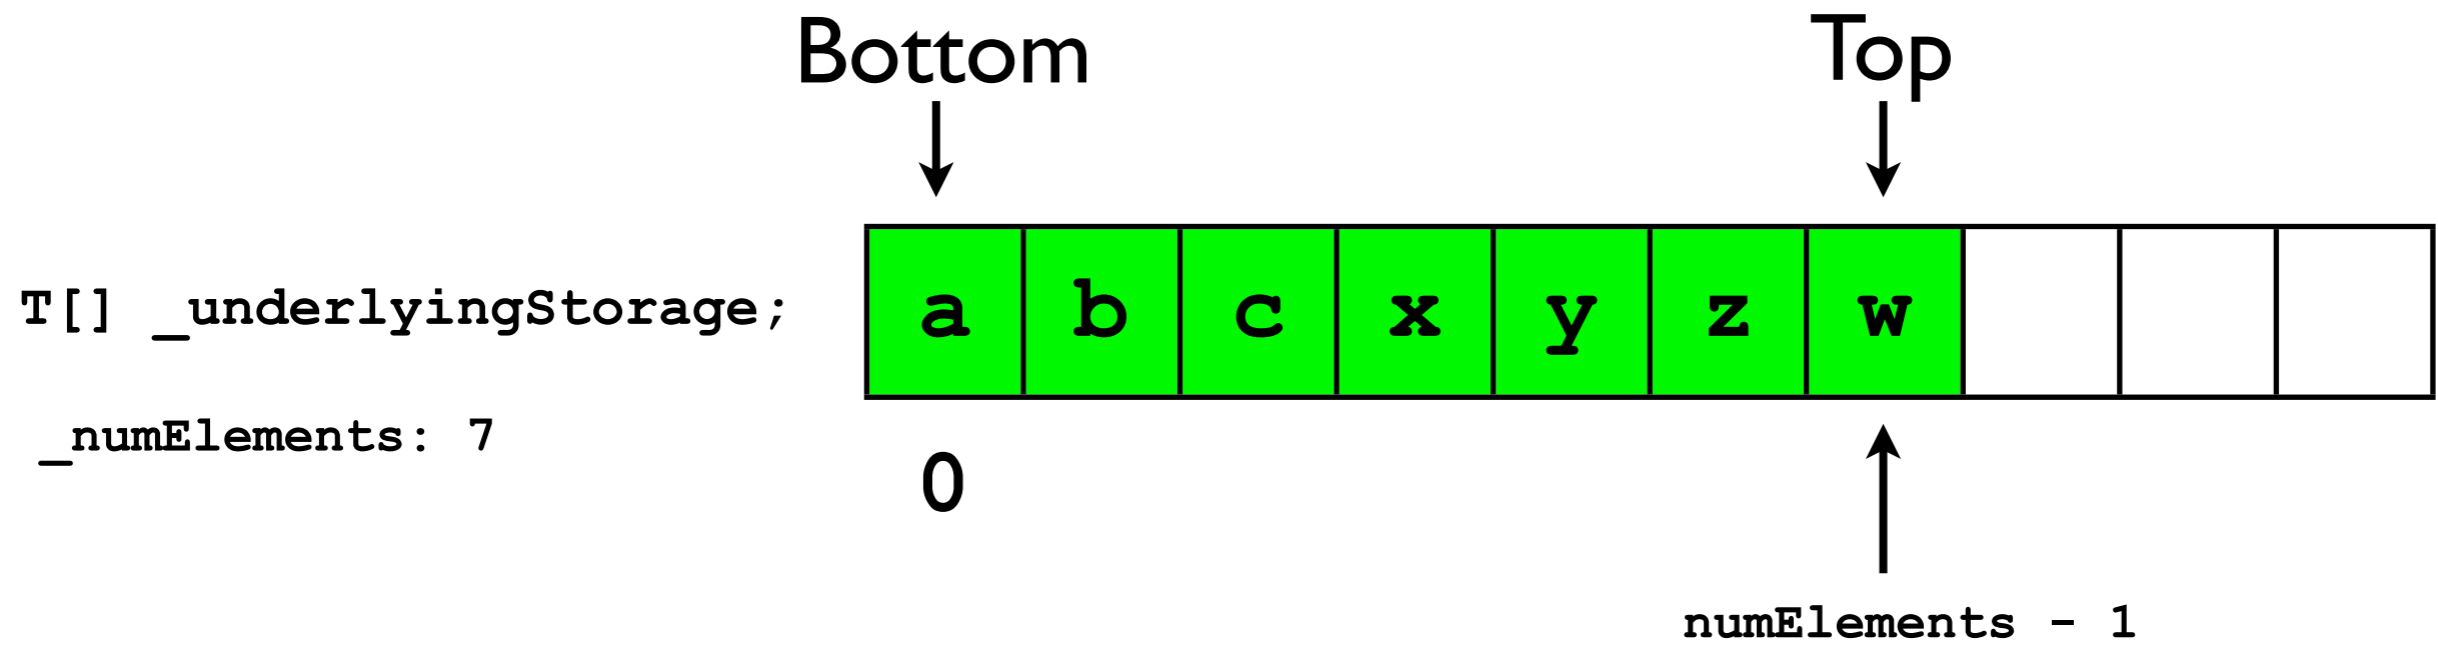 Bottom Top
T[] _underlyingStorage; a b c x y z w
_numElements: 7
0
numElements - 1